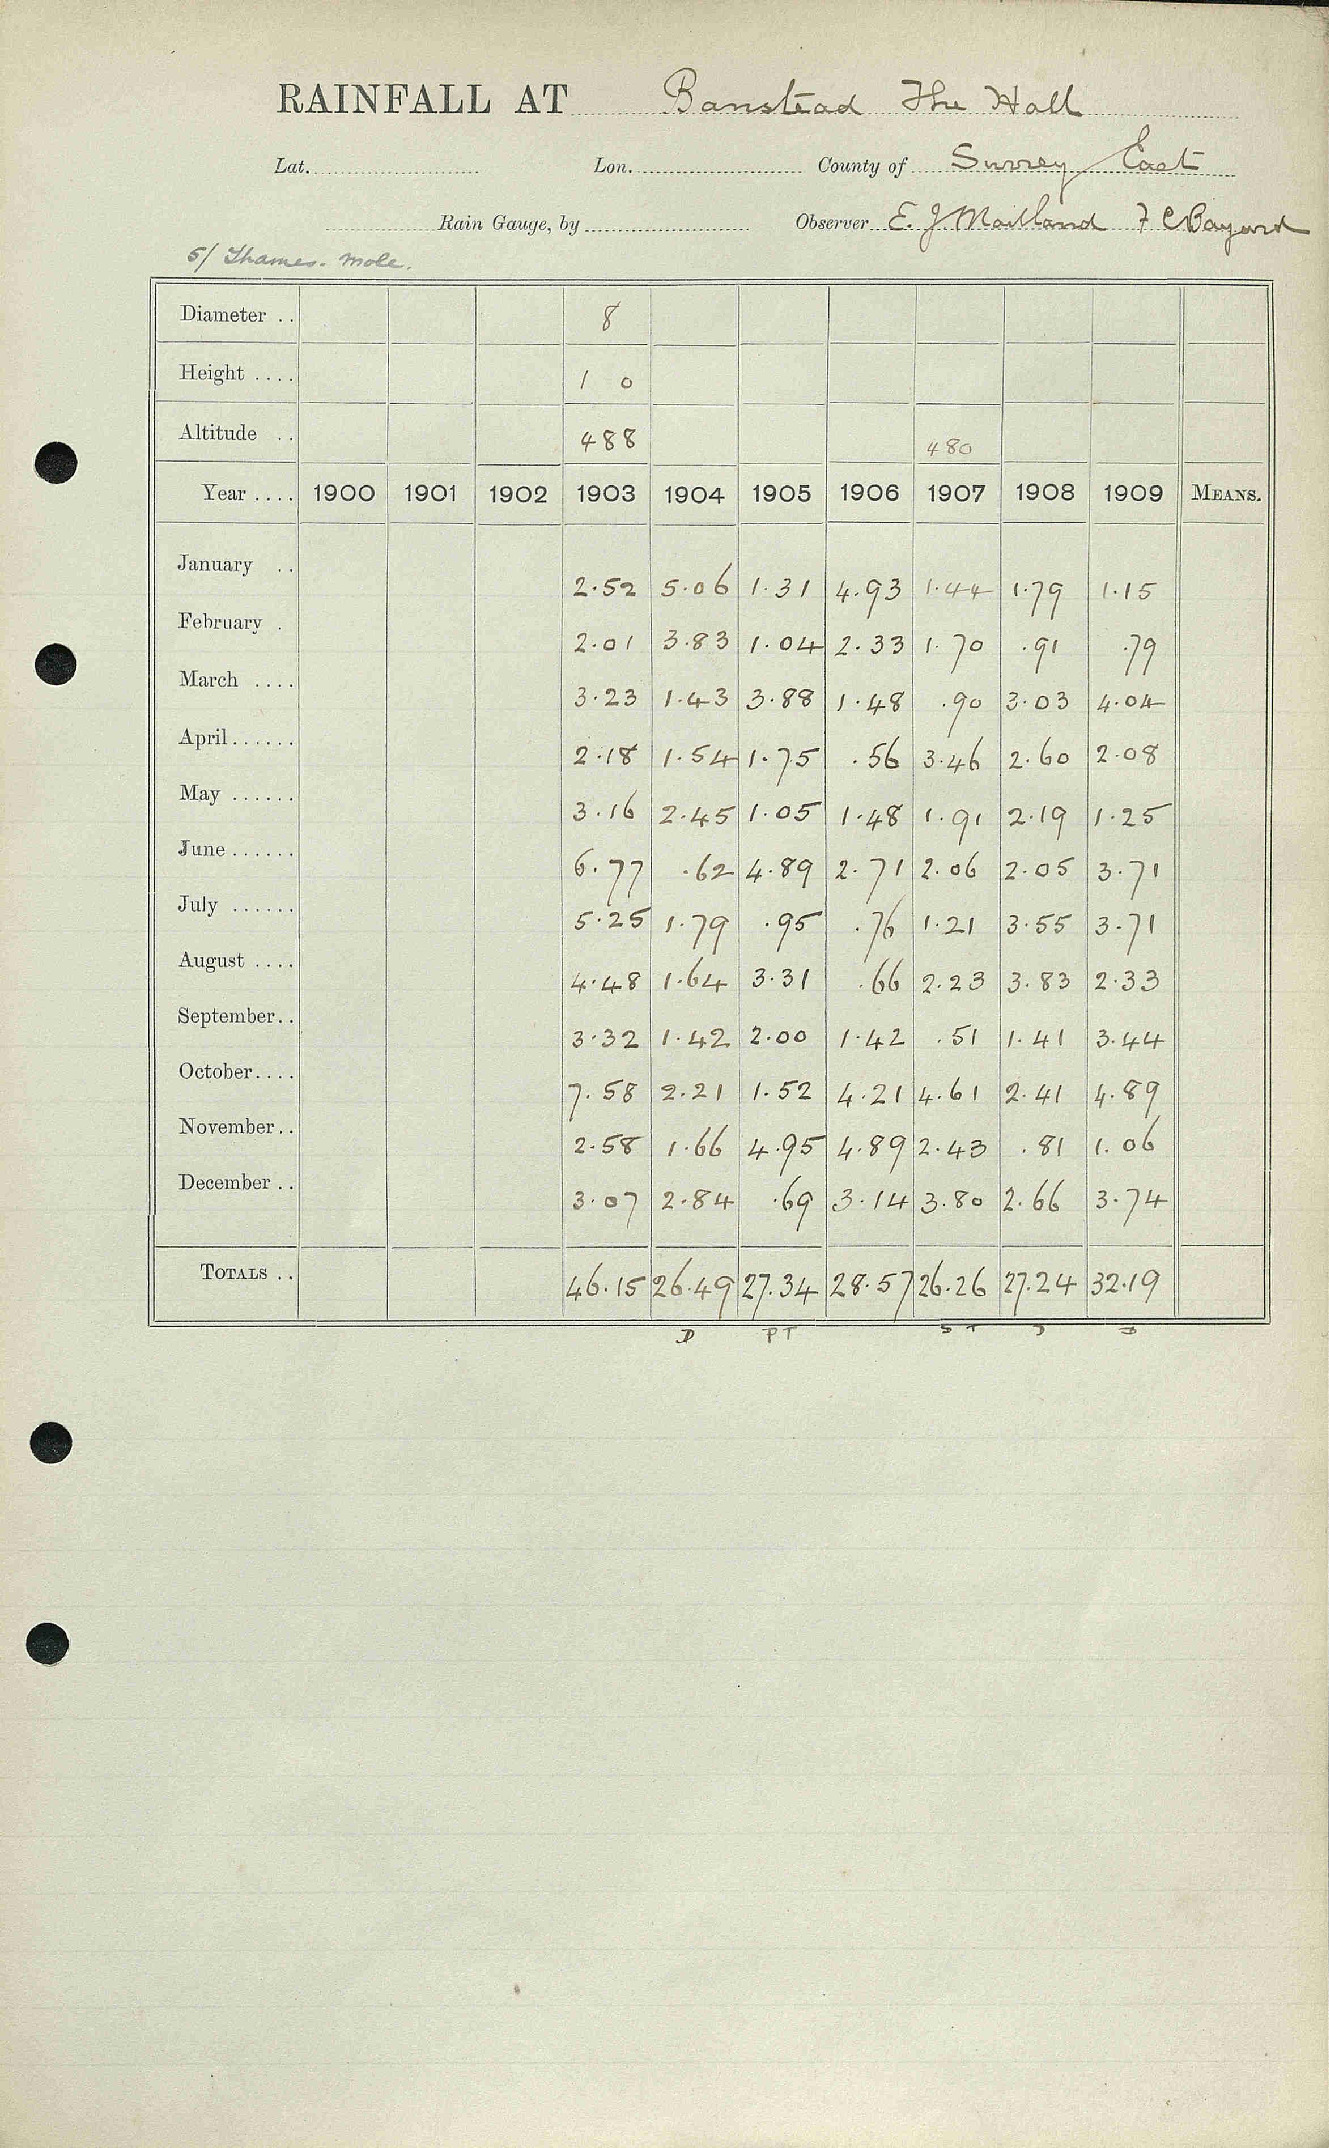 RAINFALL AT Banstead The Hall
Lat. Lon. County of Surrey East
Rain Gauge, by Observer E. J Maitland F C Bayard
5/ Thames. Mole.
Diameter .. 8
Height .... 1 0
Altitude .. 488 480
Year .... 1900 1901 1902 1903 1904 1905 1906 1907 1908 1909 MEANS.
January .. 2.52 5.06 1.31 4.93 1.44 1.79 1.15
February . 2.01 3.83 1.04 2.33 1.70 .91 .79
March .... 3.23 1.43 3.88 1.48 .90 3.03 4.04
April...... 2.18 1.54 1.75 .56 3.46 2.60 2.08
May ...... 3.16 2.45 1.05 1.48 1.91 2.19 1.25
June...... 6.77 .62 4.89 2.71 2.06 2.05 3.71
July ...... 5.25 1.79 .95 .76 1.21 3.55 3.71
August .... 4.48 1.64 3.31 .66 2.23 3.83 2.33
September.. 3.32 1.42 2.00 1.42 .51 1.41 3.44
October.... 7.58 2.21 1.52 4.21 4.61 2.41 4.89
November.. 2.58 1.66 4.95 4.89 2.43 .81 1.06
December .. 3.07 2.84 .69 3.14 3.80 2.66 3.74
TOTALS .. 46.15 26.49 27.34 28.57 26.26 27.24 32.19
D PT ST